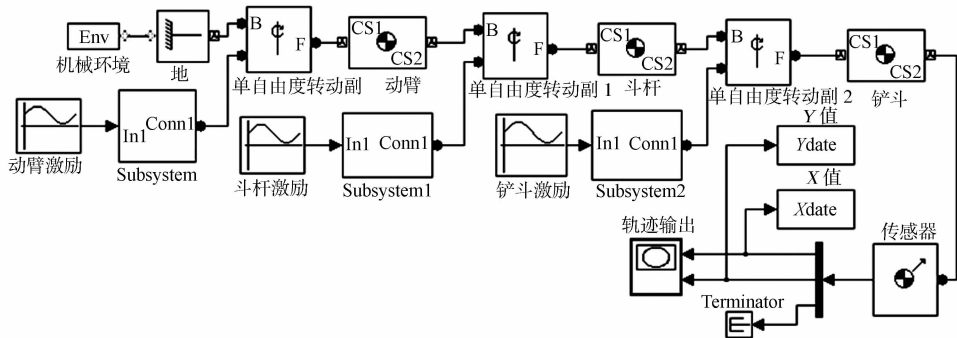 Env
机械环境
地
B
F
单自由度转动副
CS1
CS2
动臂
B
F
单自由度转动副 1
CS1
CS2
斗杆
B
F
单自由度转动副 2
CS1
CS2
铲斗
动臂激励
In1
Conn1
Subsystem
斗杆激励
In1
Conn1
Subsystem1
铲斗激励
In1
Conn1
Subsystem2
Y 值
Ydate
X 值
Xdate
轨迹输出
传感器
Terminator